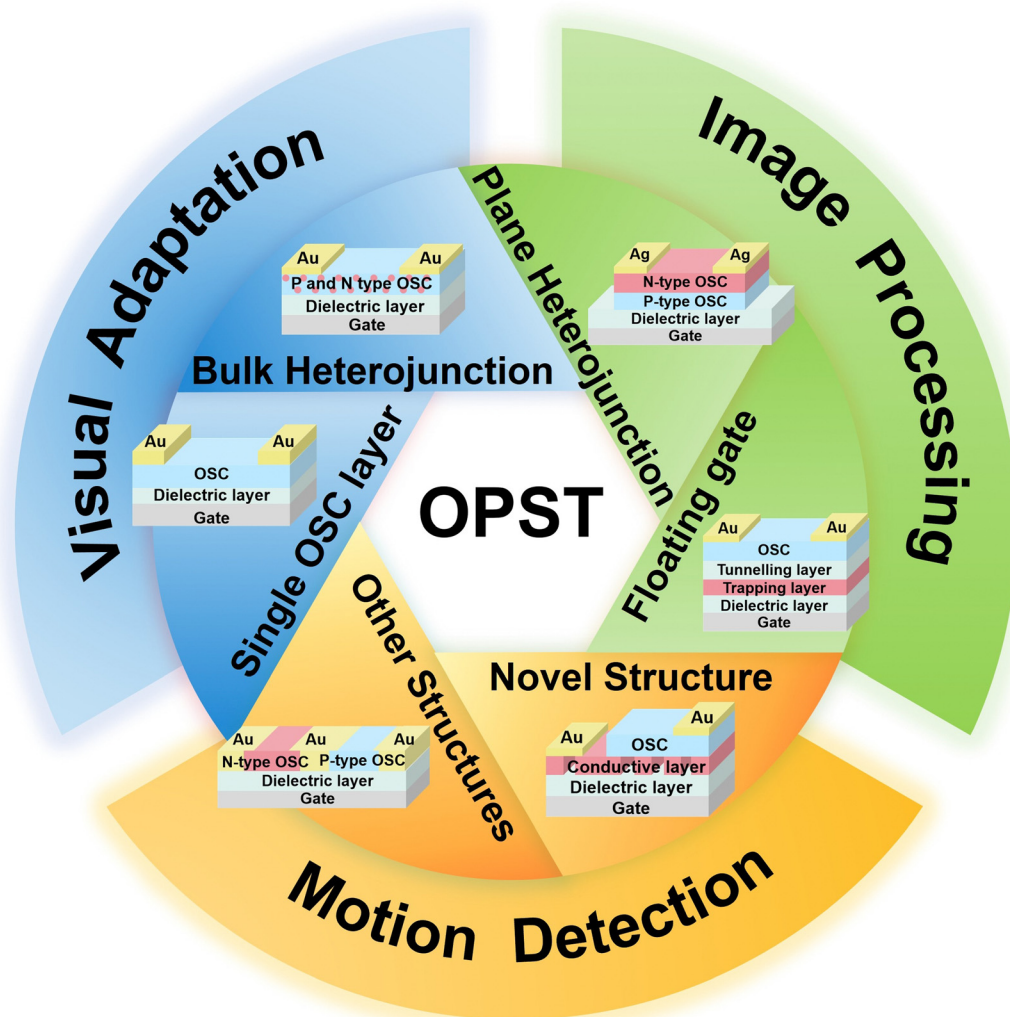 Visual Adaptation
Image Processing
Motion Detection
OPST
Bulk Heterojunction
Au Au
P and N type OSC
Dielectric layer
Gate
Plane Heterojunction
Ag Ag
N-type OSC
P-type OSC
Dielectric layer
Gate
Floating gate
Au Au
OSC
Tunnelling layer
Trapping layer
Dielectric layer
Gate
Novel Structure
Au Au
OSC
Conductive layer
Dielectric layer
Gate
Other Structures
Au Au Au
N-type OSC P-type OSC
Dielectric layer
Gate
Single OSC layer
Au Au
OSC
Dielectric layer
Gate